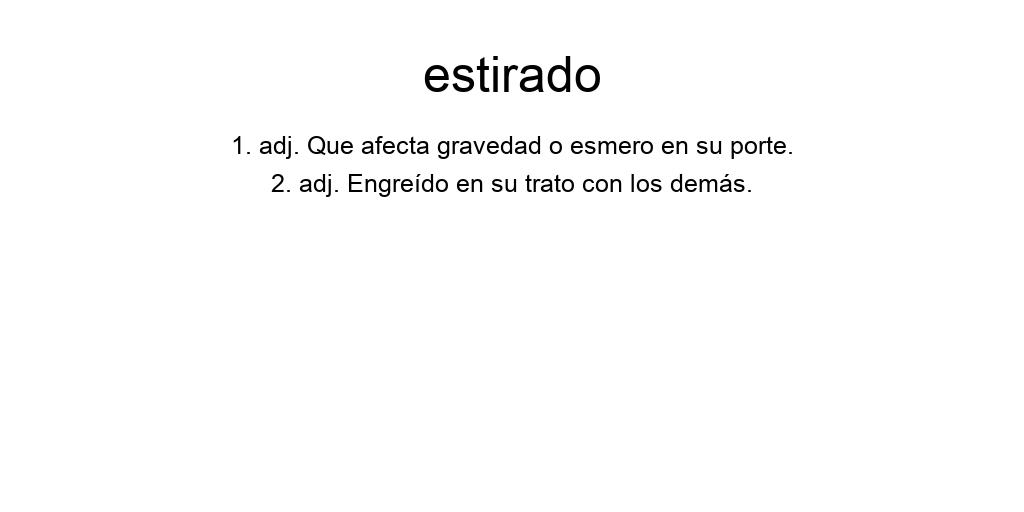 estirado
1. adj. Que afecta gravedad o esmero en su porte.
2. adj. Engreído en su trato con los demás.